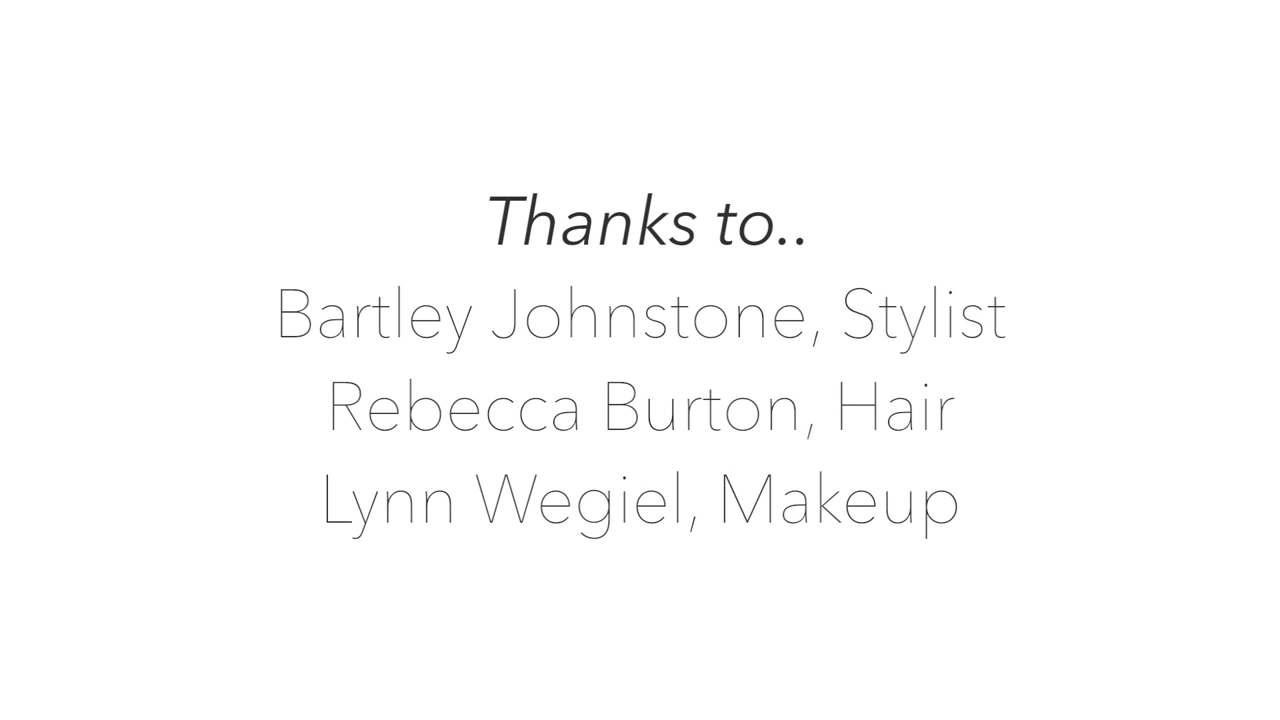 Thanks to..
Bartley Johnstone, Stylist
Rebecca Burton, Hair
Lynn Wegiel, Makeup